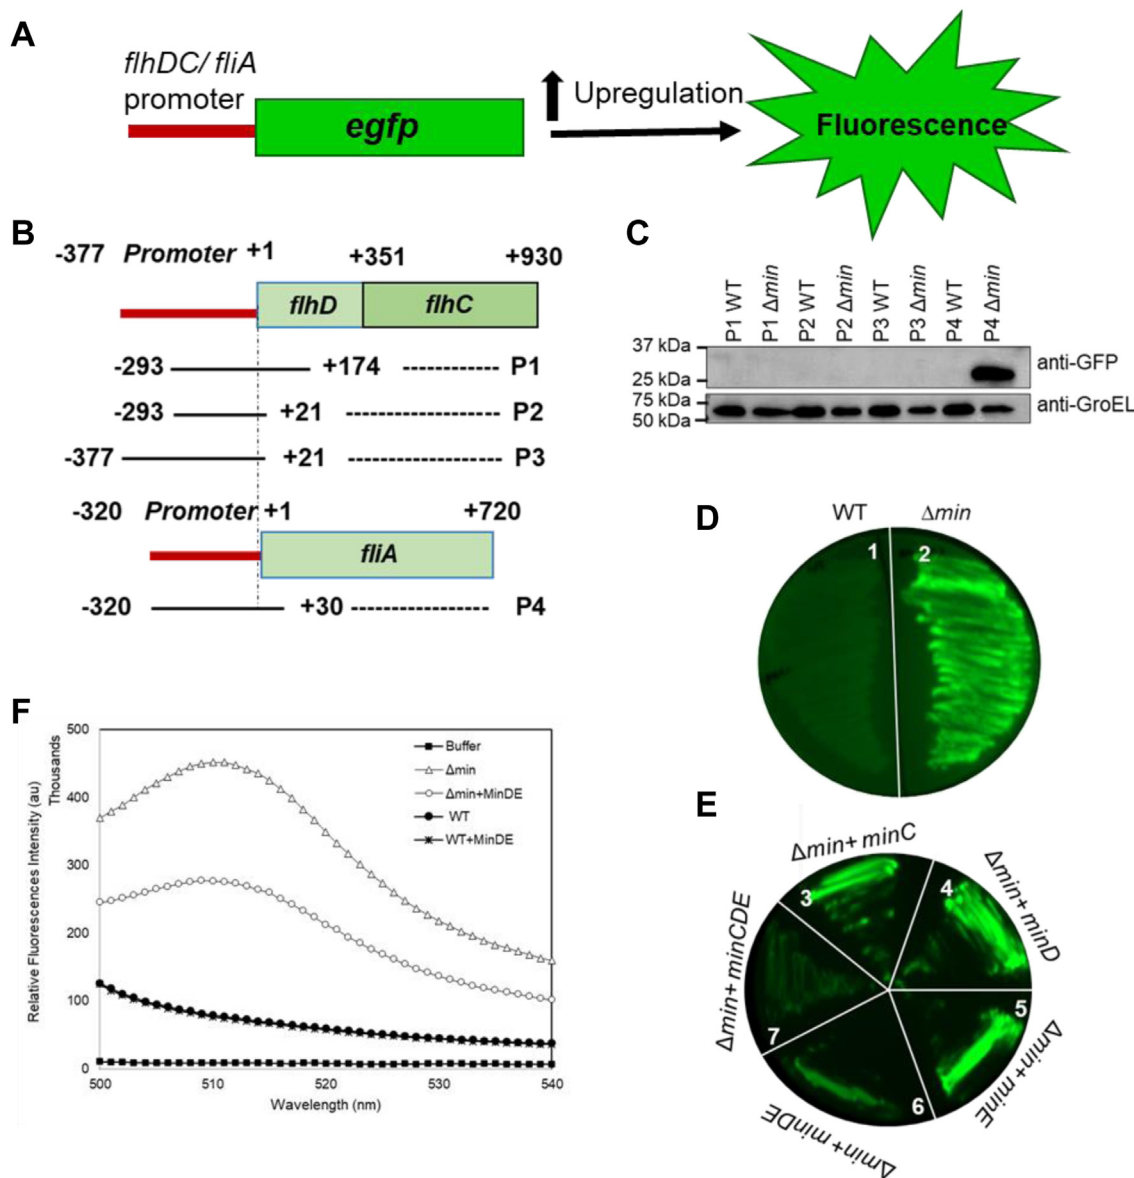 A
flhDC/ fliA
promoter
egfp
Upregulation
Fluorescence
B
-377 Promoter +1 +351 +930
flhD flhC
-293 +174 P1
-293 +21 P2
-377 +21 P3
-320 Promoter +1 +720
fliA
-320 +30 P4
C
P1 WT
P1 Δmin
P2 WT
P2 Δmin
P3 WT
P3 Δmin
P4 WT
P4 Δmin
37 kDa
25 kDa
anti-GFP
75 kDa
50 kDa
anti-GroEL
D
WT Δmin
1 2
E
Δmin+ minC
3
Δmin+ minD
4
Δmin+ minE
5
Δmin+ minDE
6
Δmin+ minCDE
7
F
Relative Fluorescences Intensity (au)
Thousands
500
400
300
200
100
0
Buffer
Δmin
Δmin+MinDE
WT
WT+MinDE
500 510 520 530 540
Wavelength (nm)